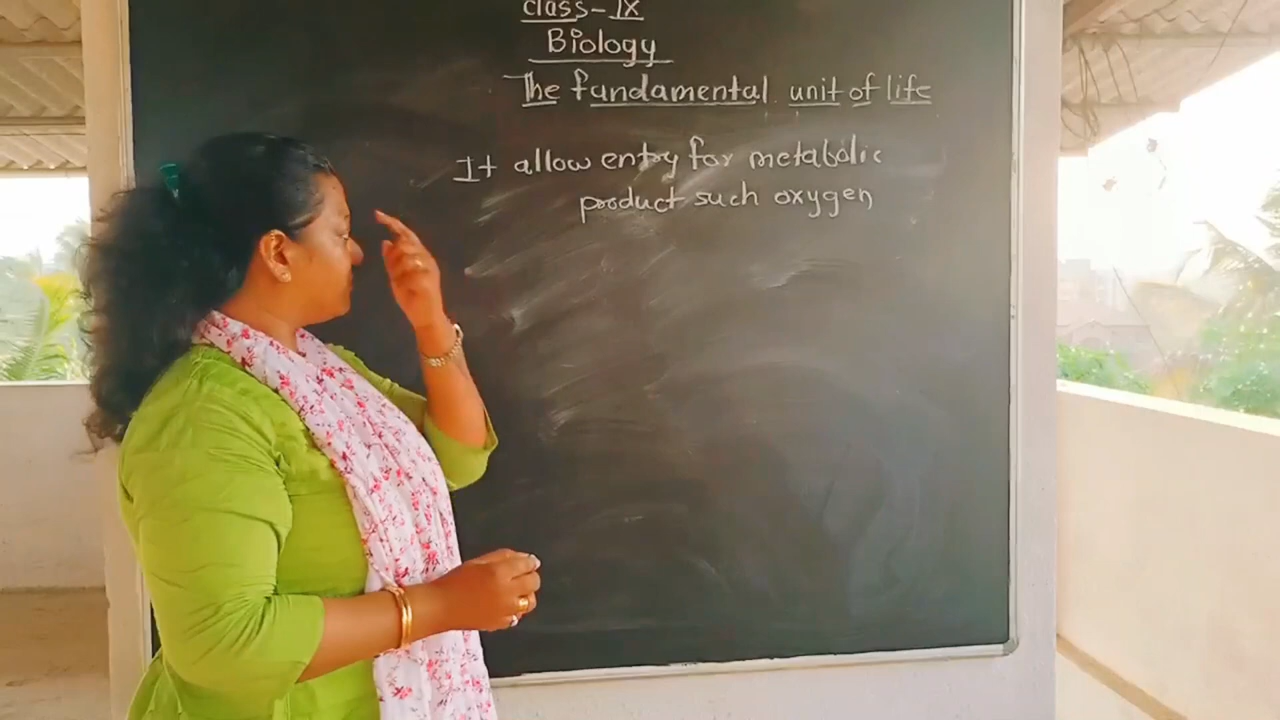 class-IX
Biology
The fundamental unit of life
It allow entry for metabolic
product such oxygen